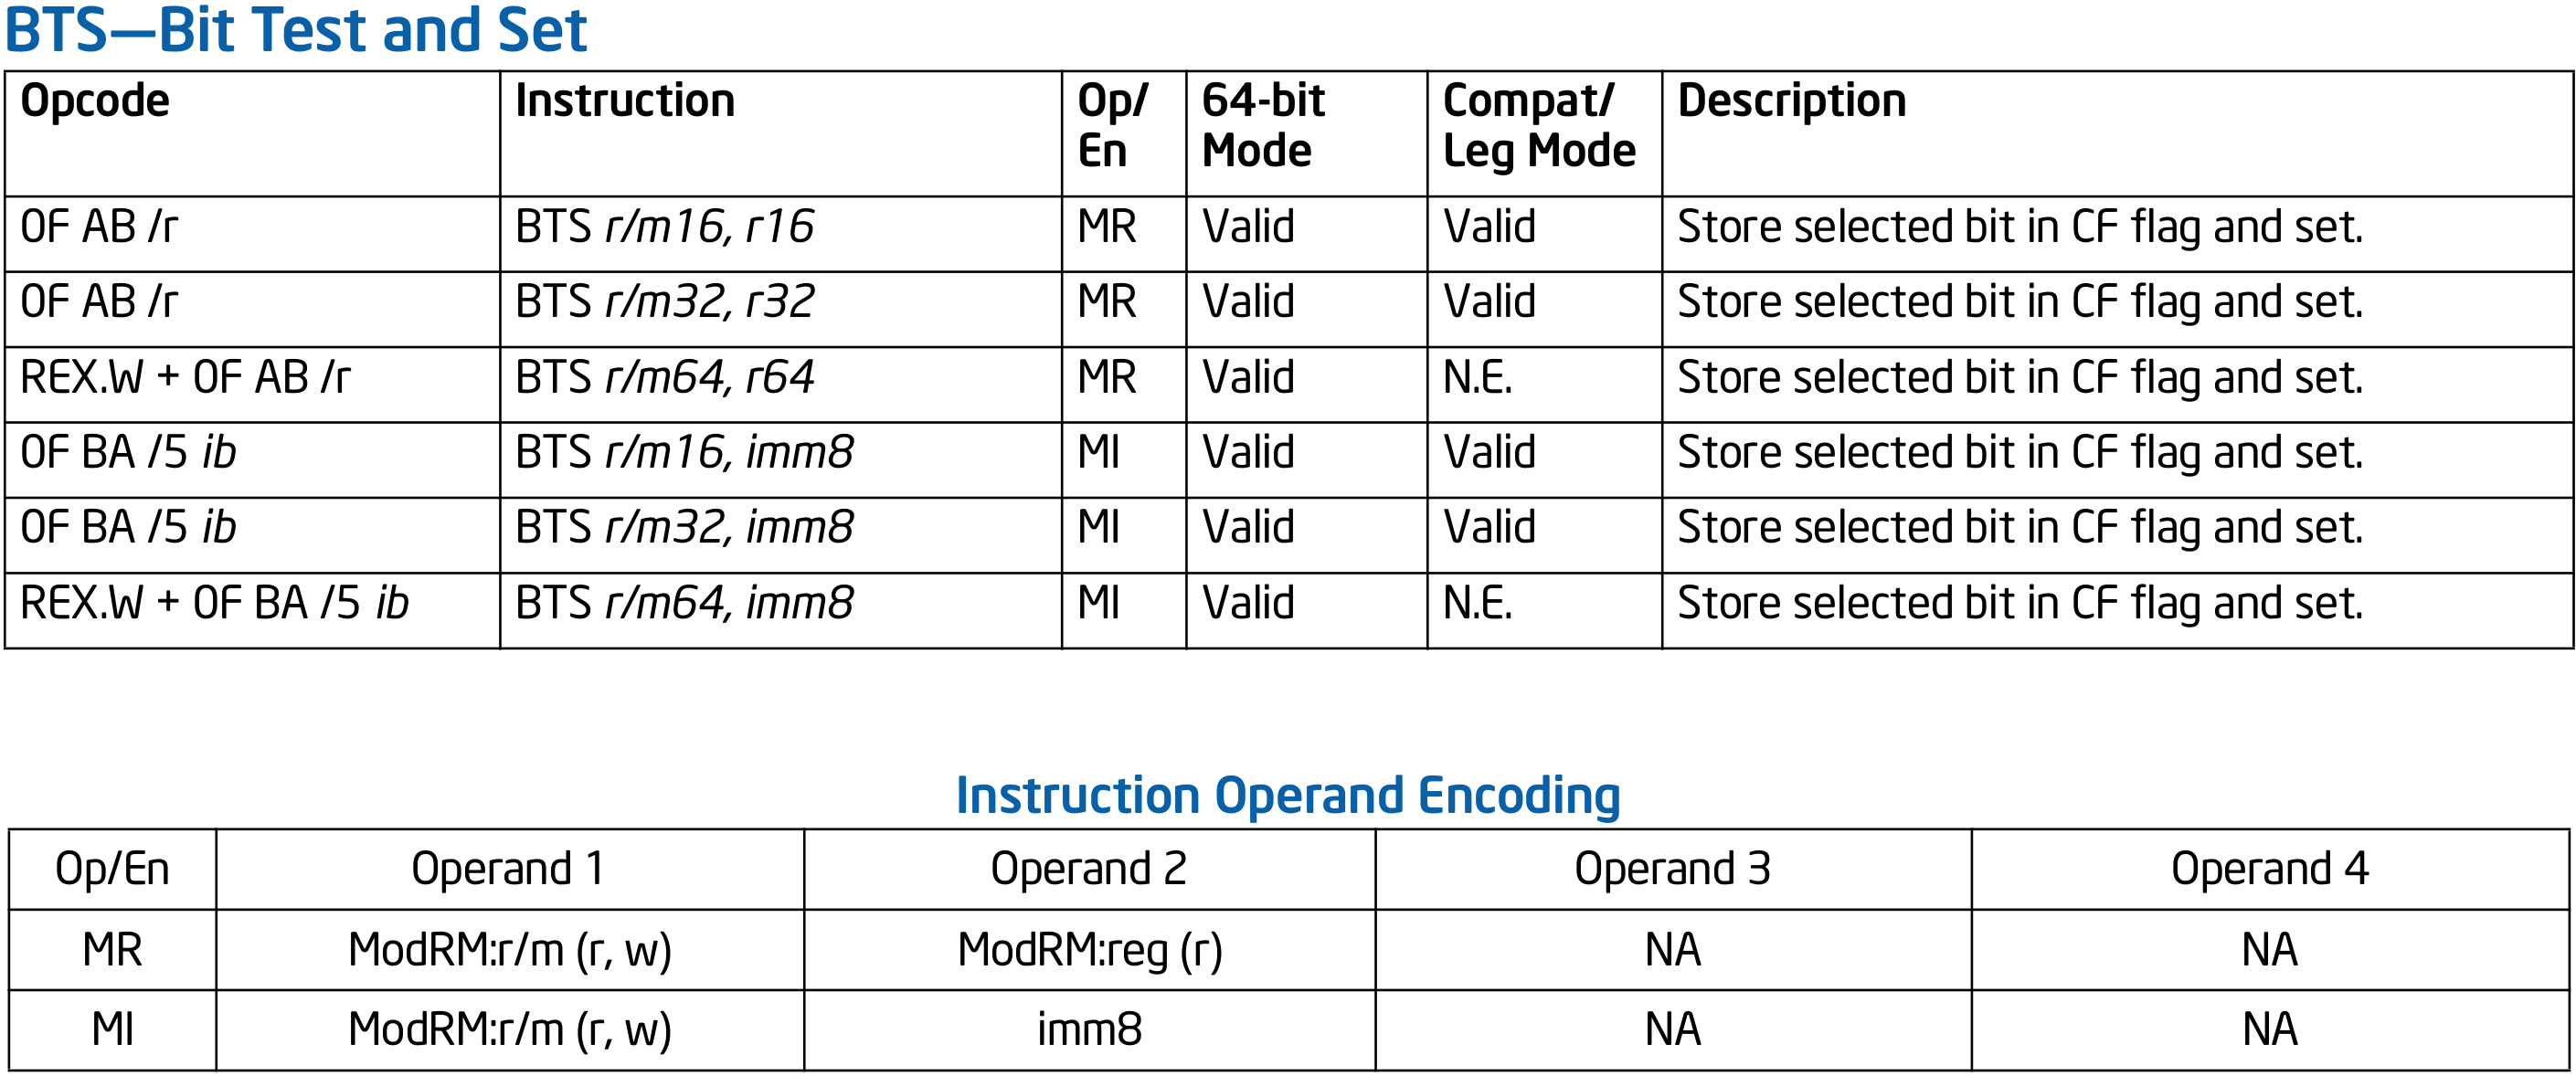 BTS—Bit Test and Set
Opcode Instruction Op/ 64-bit Compat/ Description
En Mode Leg Mode
0F AB /r BTS r/m16, r16 MR Valid Valid Store selected bit in CF flag and set.
0F AB /r BTS r/m32, r32 MR Valid Valid Store selected bit in CF flag and set.
REX.W + 0F AB /r BTS r/m64, r64 MR Valid N.E. Store selected bit in CF flag and set.
0F BA /5 ib BTS r/m16, imm8 MI Valid Valid Store selected bit in CF flag and set.
0F BA /5 ib BTS r/m32, imm8 MI Valid Valid Store selected bit in CF flag and set.
REX.W + 0F BA /5 ib BTS r/m64, imm8 MI Valid N.E. Store selected bit in CF flag and set.
Instruction Operand Encoding
Op/En Operand 1 Operand 2 Operand 3 Operand 4
MR ModRM:r/m (r, w) ModRM:reg (r) NA NA
MI ModRM:r/m (r, w) imm8 NA NA